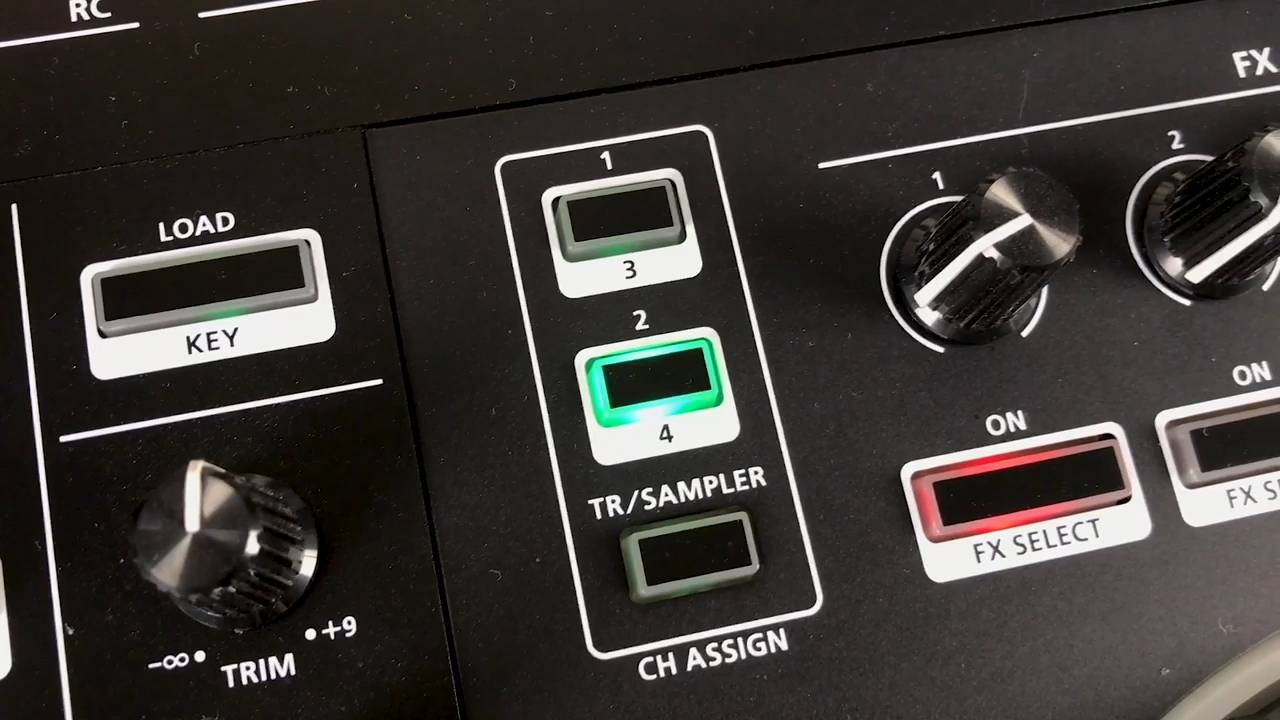 RC
FX
LOAD
KEY
-∞
+9
TRIM
1
3
2
4
TR/SAMPLER
CH ASSIGN
1
2
ON
FX SELECT
ON
FX